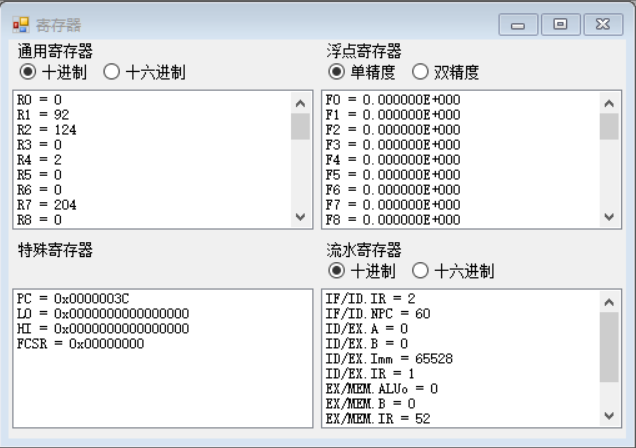 寄存器
通用寄存器
十进制 十六进制
R0 = 0
R1 = 92
R2 = 124
R3 = 0
R4 = 2
R5 = 0
R6 = 0
R7 = 204
R8 = 0
浮点寄存器
单精度 双精度
F0 = 0.000000E+000
F1 = 0.000000E+000
F2 = 0.000000E+000
F3 = 0.000000E+000
F4 = 0.000000E+000
F5 = 0.000000E+000
F6 = 0.000000E+000
F7 = 0.000000E+000
F8 = 0.000000E+000
特殊寄存器
PC = 0x0000003C
LO = 0x0000000000000000
HI = 0x0000000000000000
FCSR = 0x00000000
流水寄存器
十进制 十六进制
IF/ID.IR = 2
IF/ID.NPC = 60
ID/EX.A = 0
ID/EX.B = 0
ID/EX.Imm = 65528
ID/EX.IR = 1
EX/MEM.ALUo = 0
EX/MEM.B = 0
EX/MEM.IR = 52